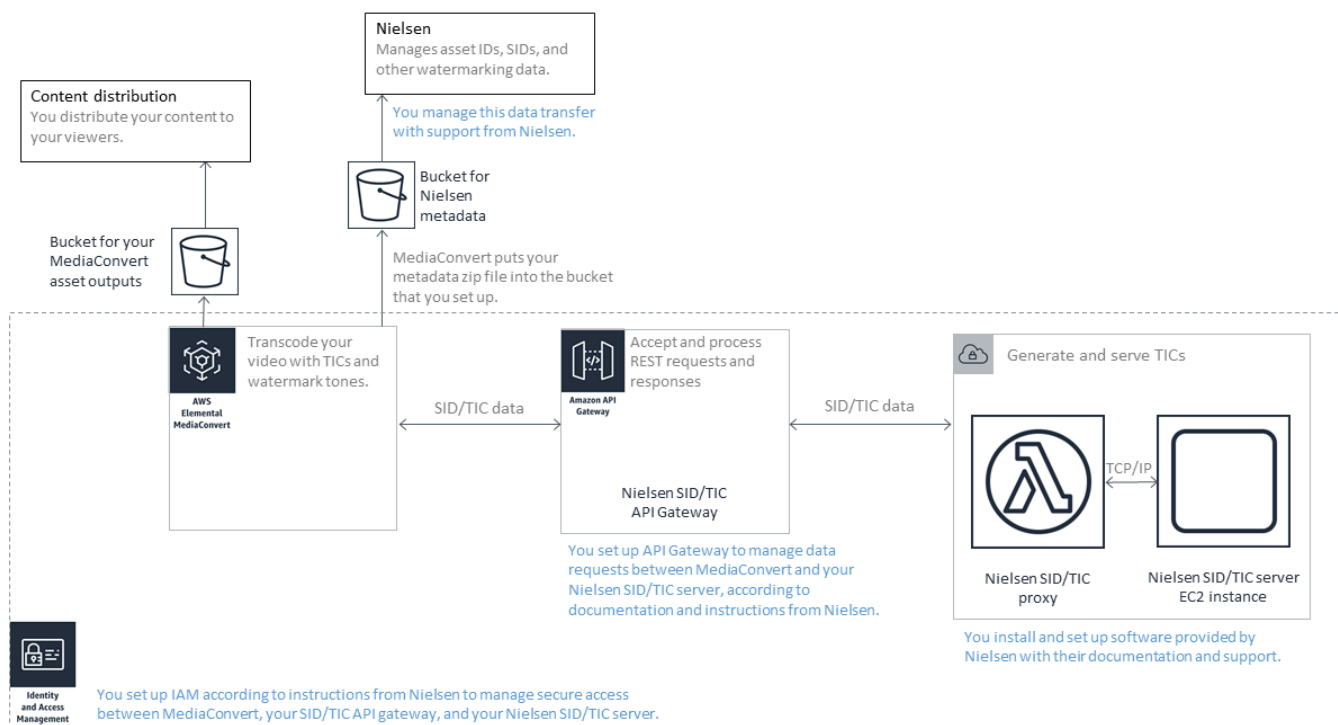 Nielsen
Manages asset IDs, SIDs, and
other watermarking data.
Content distribution
You distribute your content to
your viewers.
You manage this data transfer
with support from Nielsen.
Bucket for
Nielsen
metadata
Bucket for your
MediaConvert
asset outputs
MediaConvert puts your
metadata zip file into the bucket
that you set up.
Transcode your
video with TICs and
watermark tones.
AWS
Elemental
MediaConvert
SID/TIC data
Accept and process
REST requests and
responses
Amazon API
Gateway
Nielsen SID/TIC
API Gateway
You set up API Gateway to manage data
requests between MediaConvert and your
Nielsen SID/TIC server, according to
documentation and instructions from Nielsen.
SID/TIC data
Generate and serve TICs
TCP/IP
Nielsen SID/TIC
proxy
Nielsen SID/TIC server
EC2 instance
You install and set up software provided by
Nielsen with their documentation and support.
Identity
and Access
Management
You set up IAM according to instructions from Nielsen to manage secure access
between MediaConvert, your SID/TIC API gateway, and your Nielsen SID/TIC server.